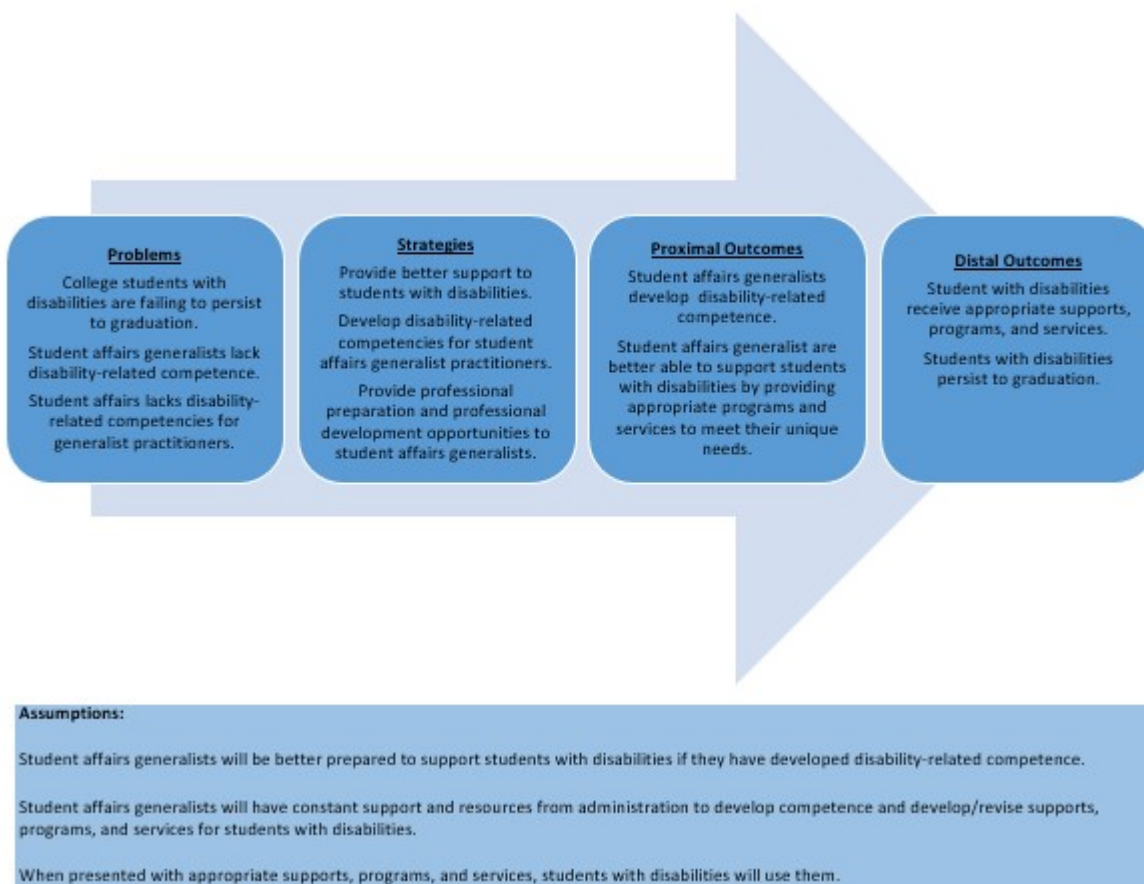 Problems
College students with
disabilities are failing to persist
to graduation.
Student affairs generalists lack
disability-related competence.
Student affairs lacks disability-
related competencies for
generalist practitioners.
Strategies
Provide better support to
students with disabilities.
Develop disability-related
competencies for student
affairs generalist practitioners.
Provide professional
preparation and professional
development opportunities to
student affairs generalists.
Proximal Outcomes
Student affairs generalists
develop disability-related
competence.
Student affairs generalist are
better able to support students
with disabilities by providing
appropriate programs and
services to meet their unique
needs.
Distal Outcomes
Student with disabilities
receive appropriate supports,
programs, and services.
Students with disabilities
persist to graduation.
Assumptions:
Student affairs generalists will be better prepared to support students with disabilities if they have developed disability-related competence.
Student affairs generalists will have constant support and resources from administration to develop competence and develop/revise supports,
programs, and services for students with disabilities.
When presented with appropriate supports, programs, and services, students with disabilities will use them.